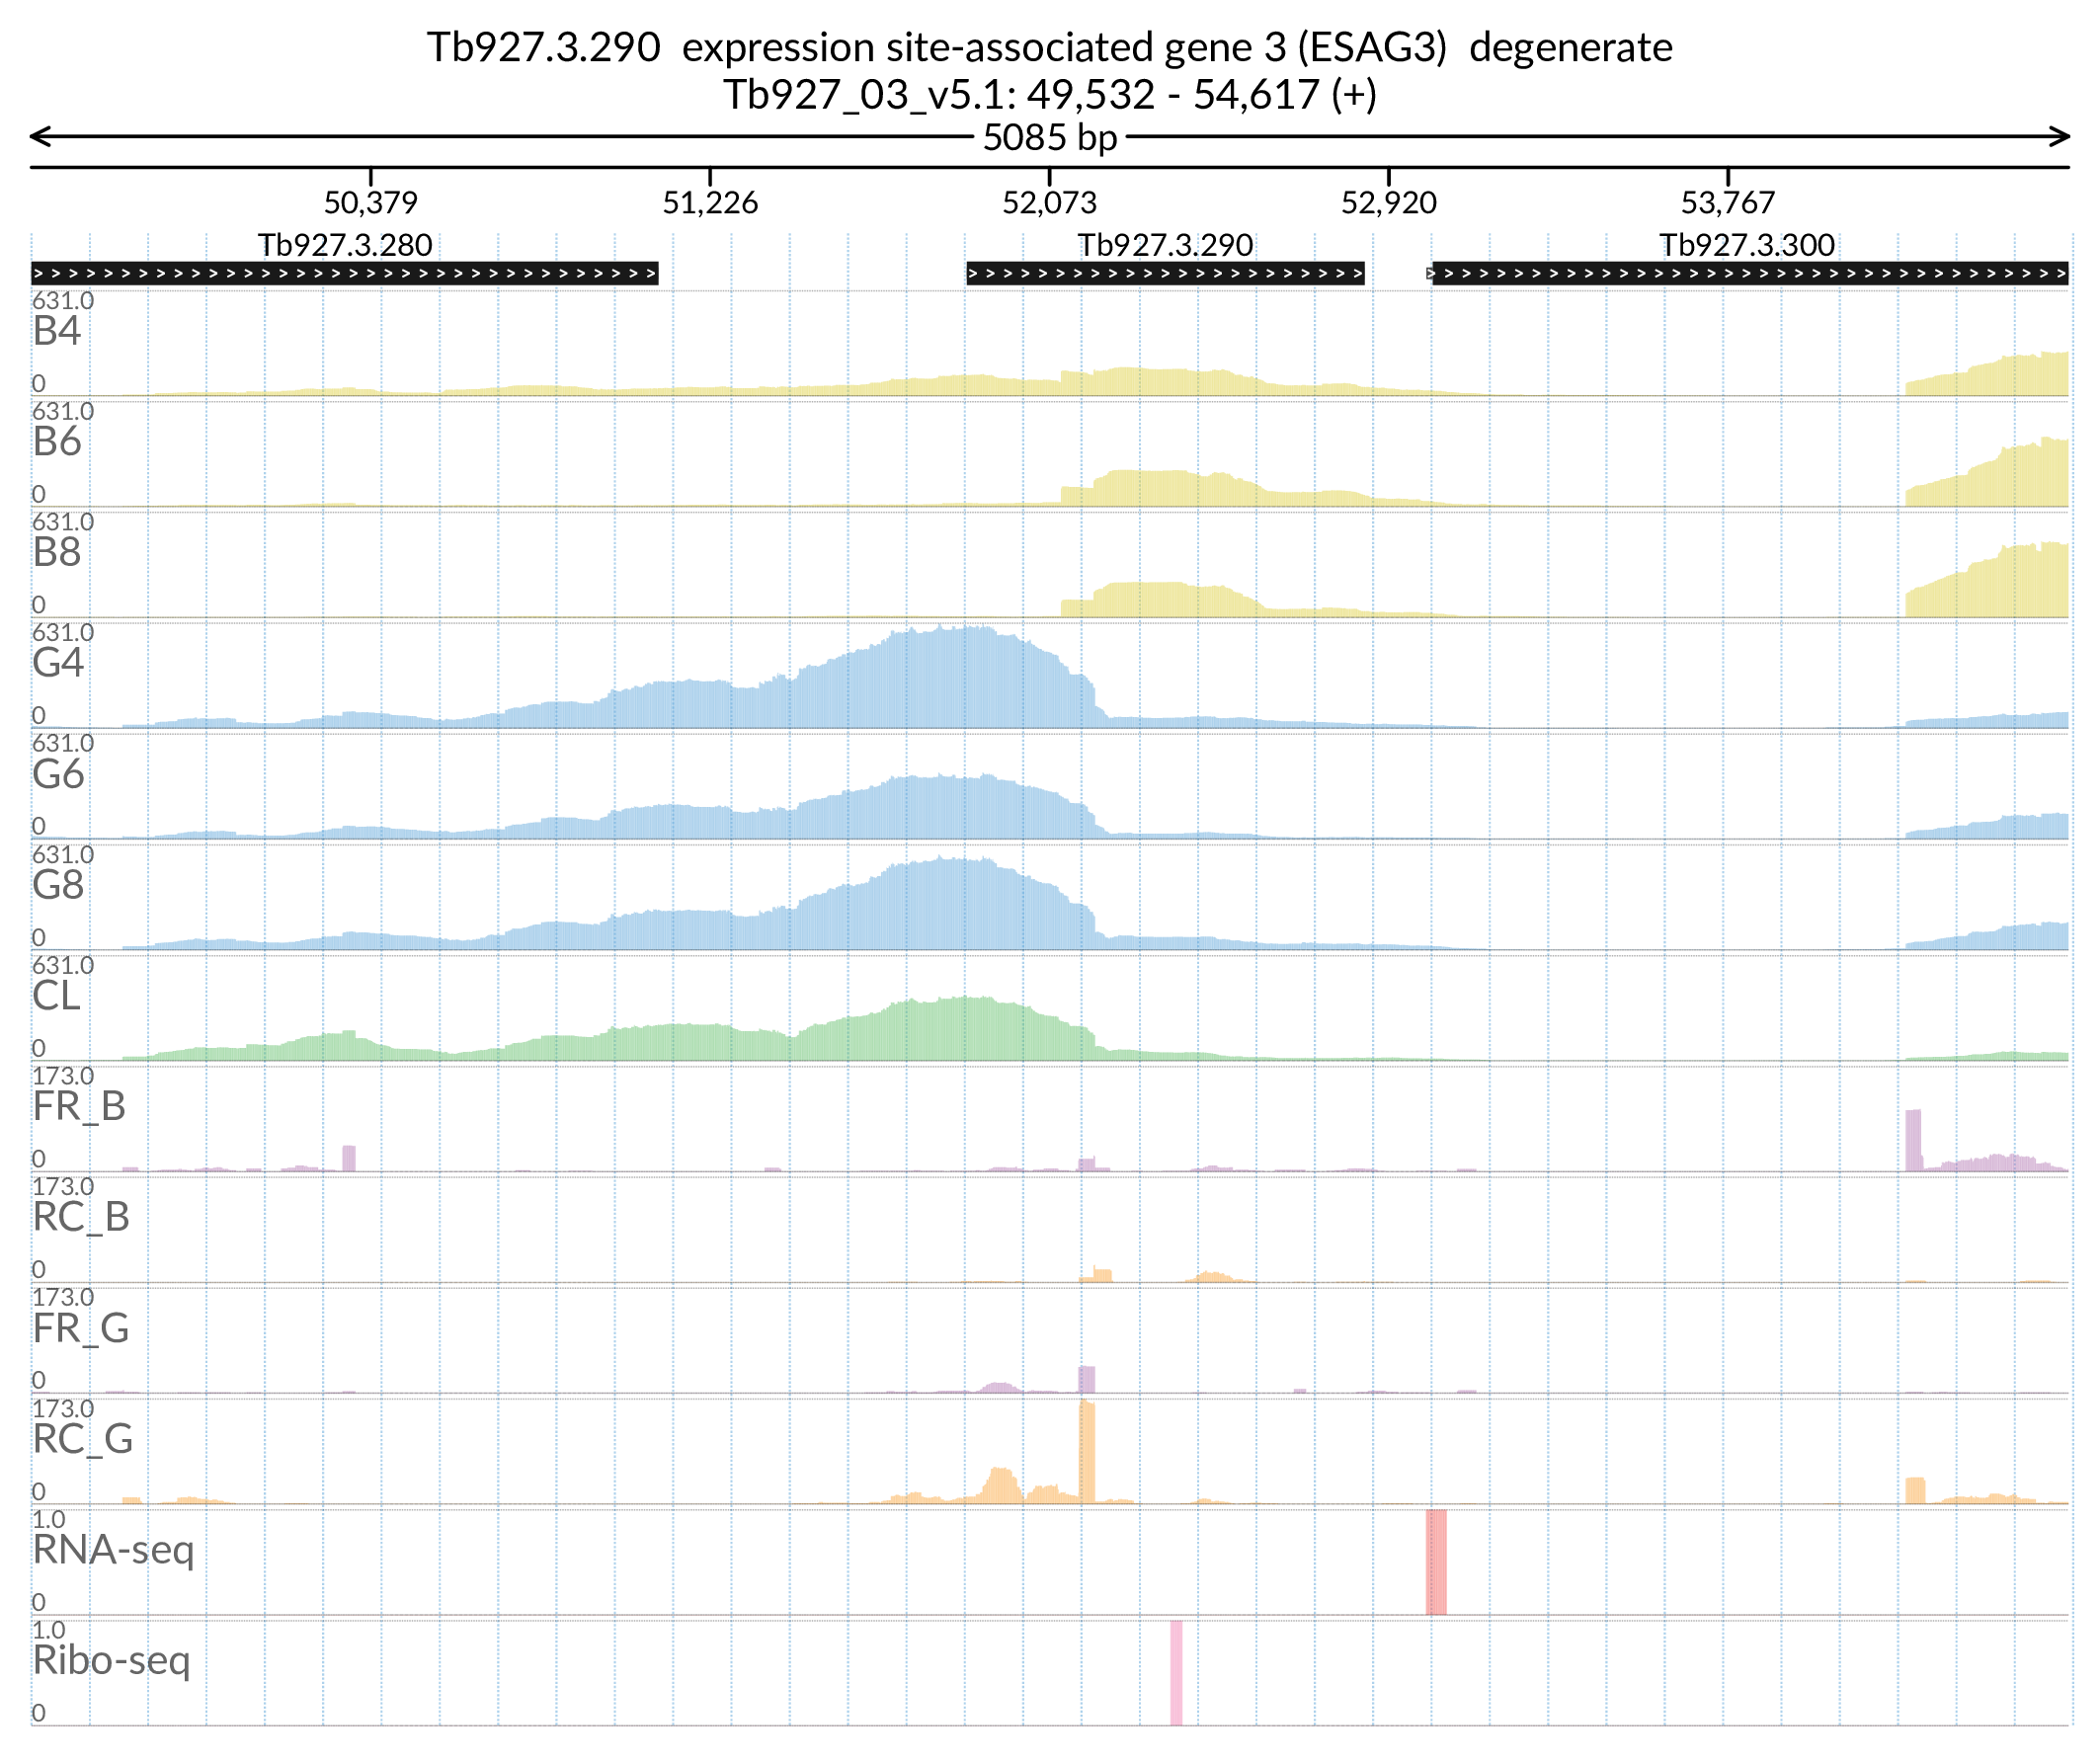 Tb927.3.290  expression site-associated gene 3 (ESAG3)  degenerate
Tb927_03_v5.1: 49,532 - 54,617 (+)
5085 bp
50,379 51,226 52,073 52,920 53,767
Tb927.3.280 Tb927.3.290 Tb927.3.300
631.0
B4
0
631.0
B6
0
631.0
B8
0
631.0
G4
0
631.0
G6
0
631.0
G8
0
631.0
CL
0
173.0
FR_B
0
173.0
RC_B
0
173.0
FR_G
0
173.0
RC_G
0
1.0
RNA-seq
0
1.0
Ribo-seq
0